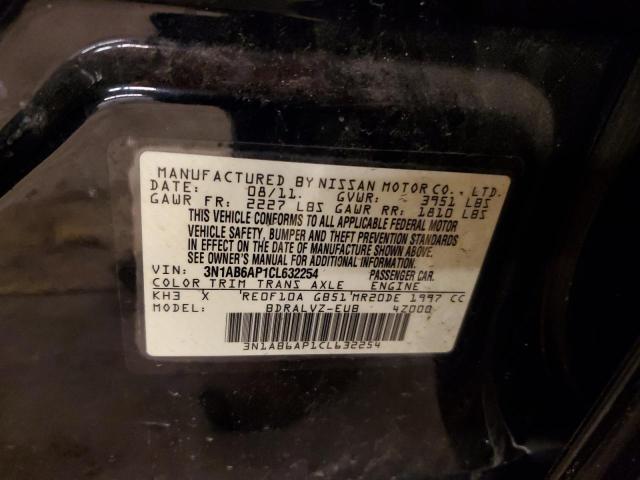 MANUFACTURED BY NISSAN MOTOR CO., LTD.
DATE: 08/11. GVWR: 3951 LBS
GAWR FR: 2227 LBS GAWR RR: 1810 LBS
THIS VEHICLE CONFORMS TO ALL APPLICABLE FEDERAL MOTOR
VEHICLE SAFETY, BUMPER AND THEFT PREVENTION STANDARDS
IN EFFECT ON THE DATE OF MANUFACTURE SHOWN ABOVE.
SEE OWNER'S MANUAL FOR FURTHER INFORMATION.
VIN: 3N1AB6AP1CL632254 PASSENGER CAR.
COLOR TRIM TRANS AXLE ENGINE
KH3 X RE0F10A GB51 MR20DE 1997 CC
MODEL: BDRALVZ-EUB 4Z000
3N1AB6AP1CL632254